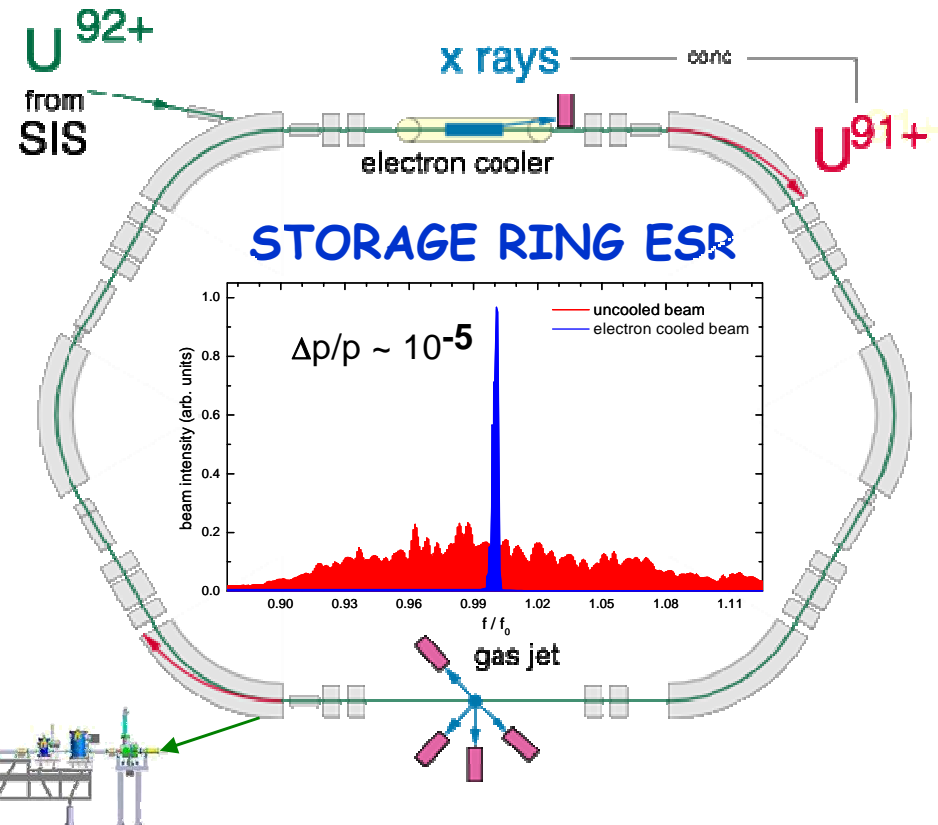 U92+
from
SIS
x rays
coinc
U91+
electron cooler
STORAGE RING ESR
Δp/p ~ 10-5
uncooled beam
electron cooled beam
beam intensity (arb. units)
1.0
0.8
0.6
0.4
0.2
0.0
0.90 0.93 0.96 0.99 1.02 1.05 1.08 1.11
f / f0
gas jet